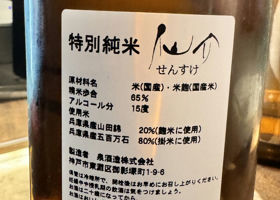 特別純米 仙介
せんすけ
原材料名 米(国産)・米麹(国産米)
精米歩合 65%
アルコール分 15度
使用米
兵庫県産山田錦 20%(麹米に使用)
兵庫県産五百万石 80%(掛米に使用)
製造者 泉酒造株式会社
神戸市東灘区御影塚町1-9-6